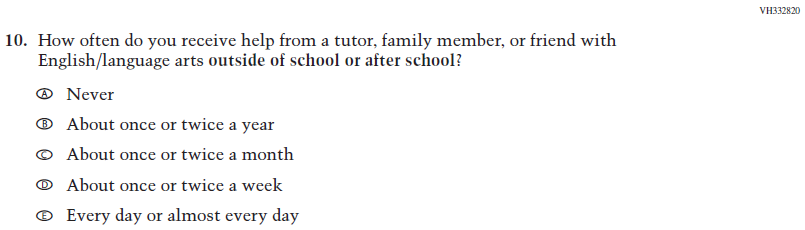 VH332820
10. How often do you receive help from a tutor, family member, or friend with
English/language arts outside of school or after school?
A Never
B About once or twice a year
C About once or twice a month
D About once or twice a week
E Every day or almost every day